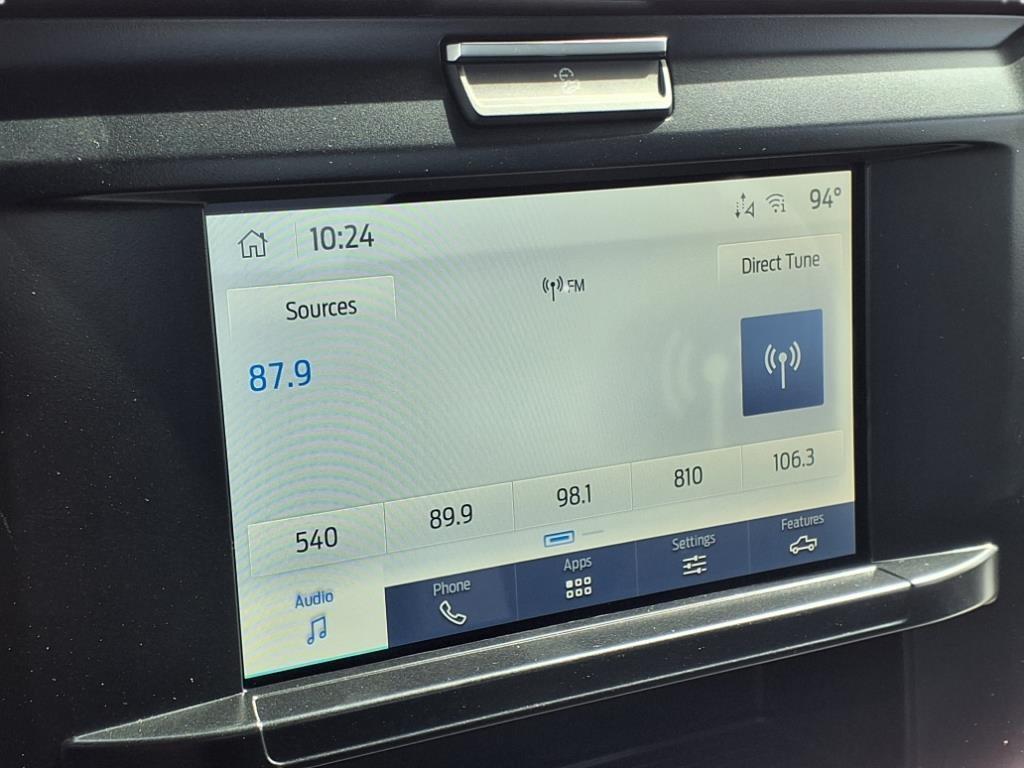 10:24
94°
Sources
FM
Direct Tune
87.9
540
89.9
98.1
810
106.3
Audio
Phone
Apps
Settings
Features